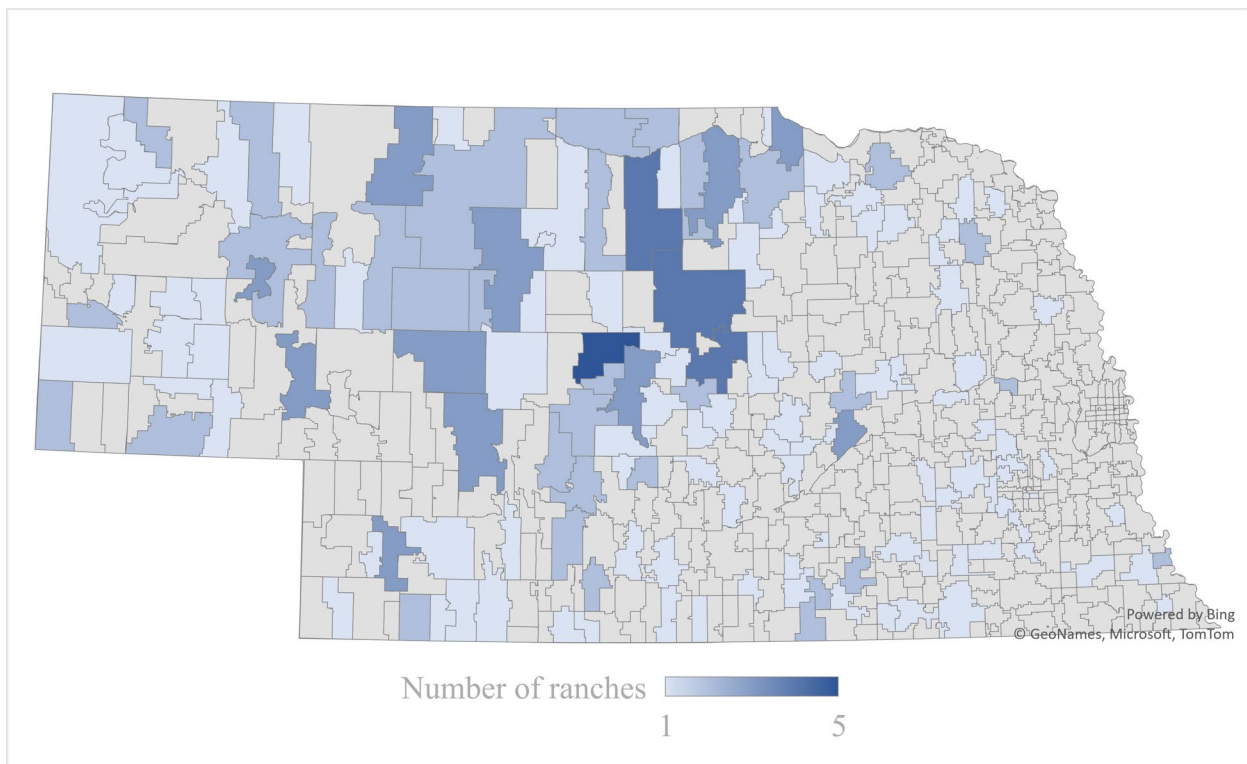 Powered by Bing
© GeoNames, Microsoft, TomTom
Number of ranches
1
5